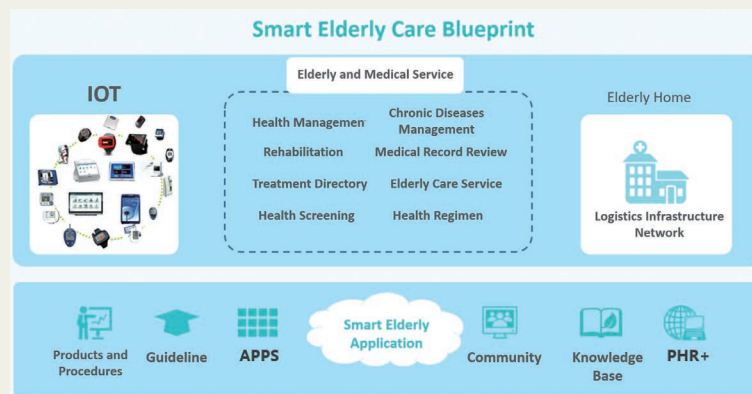 Smart Elderly Care Blueprint
Elderly and Medical Service
IOT
Elderly Home
Health Managemen
Chronic Diseases
Management
Rehabilitation
Medical Record Review
Treatment Directory
Elderly Care Service
Health Screening
Health Regimen
Logistics Infrastructure
Network
Products and
Procedures
Guideline
APPS
Smart Elderly
Application
Community
Knowledge
Base
PHR+